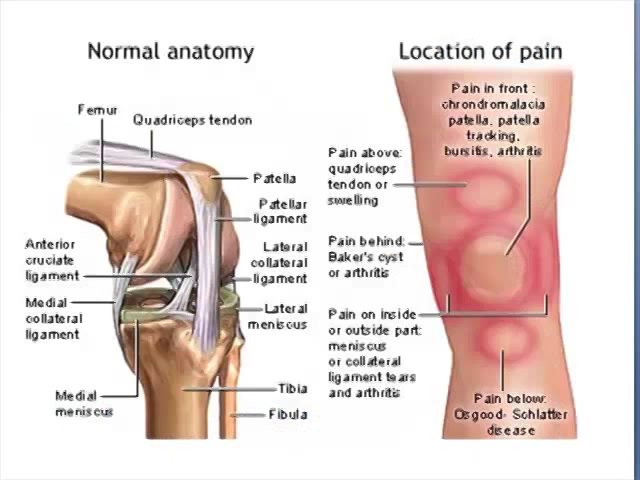 Normal anatomy
Femur
Quadriceps tendon
Patella
Patellar
ligament
Anterior
cruciate
ligament
Lateral
collateral
ligament
Medial
collateral
ligament
Lateral
meniscus
Medial
meniscus
Tibia
Fibula
Location of pain
Pain in front :
chrondromalacia
patella, patella
tracking,
bursitis, arthritis
Pain above:
quadriceps
tendon or
swelling
Pain behind:
Baker's cyst
or arthritis
Pain on inside
or outside part:
meniscus
or collateral
ligament tears
and arthritis
Pain below:
Osgood- Schlatter
disease